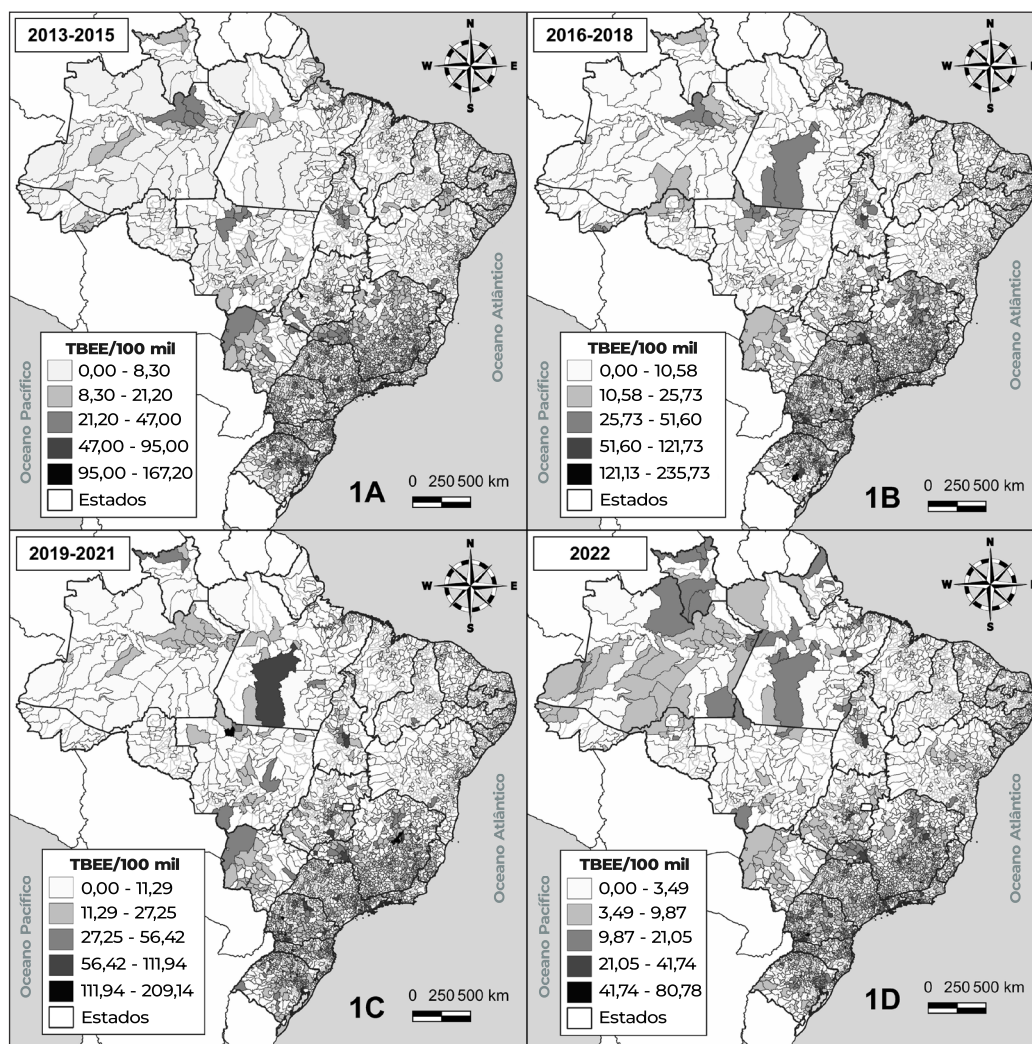 2013-2015
N
W E
S
Oceano Pacífico
Oceano Atlântico
TBEE/100 mil
0,00 - 8,30
8,30 - 21,20
21,20 - 47,00
47,00 - 95,00
95,00 - 167,20
Estados
1A
0 250 500 km
2016-2018
N
W E
S
Oceano Pacífico
Oceano Atlântico
TBEE/100 mil
0,00 - 10,58
10,58 - 25,73
25,73 - 51,60
51,60 - 121,73
121,13 - 235,73
Estados
1B
0 250 500 km
2019-2021
N
W E
S
Oceano Pacífico
Oceano Atlântico
TBEE/100 mil
0,00 - 11,29
11,29 - 27,25
27,25 - 56,42
56,42 - 111,94
111,94 - 209,14
Estados
1C
0 250 500 km
2022
N
W E
S
Oceano Pacífico
Oceano Atlântico
TBEE/100 mil
0,00 - 3,49
3,49 - 9,87
9,87 - 21,05
21,05 - 41,74
41,74 - 80,78
Estados
1D
0 250 500 km